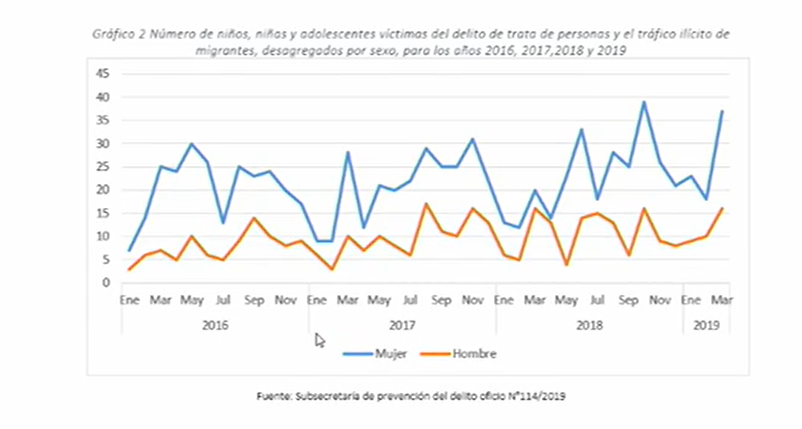 Gráfico 2 Número de niños, niñas y adolescentes víctimas del delito de trata de personas y el tráfico ilícito de
migrantes, desagregados por sexo, para los años 2016, 2017,2018 y 2019
45
40
35
30
25
20
15
10
5
0
Ene Mar May Jul Sep Nov Ene Mar May Jul Sep Nov Ene Mar May Jul Sep Nov Ene Mar
2016 2017 2018 2019
Mujer Hombre
Fuente: Subsecretaría de prevención del delito oficio N°114/2019